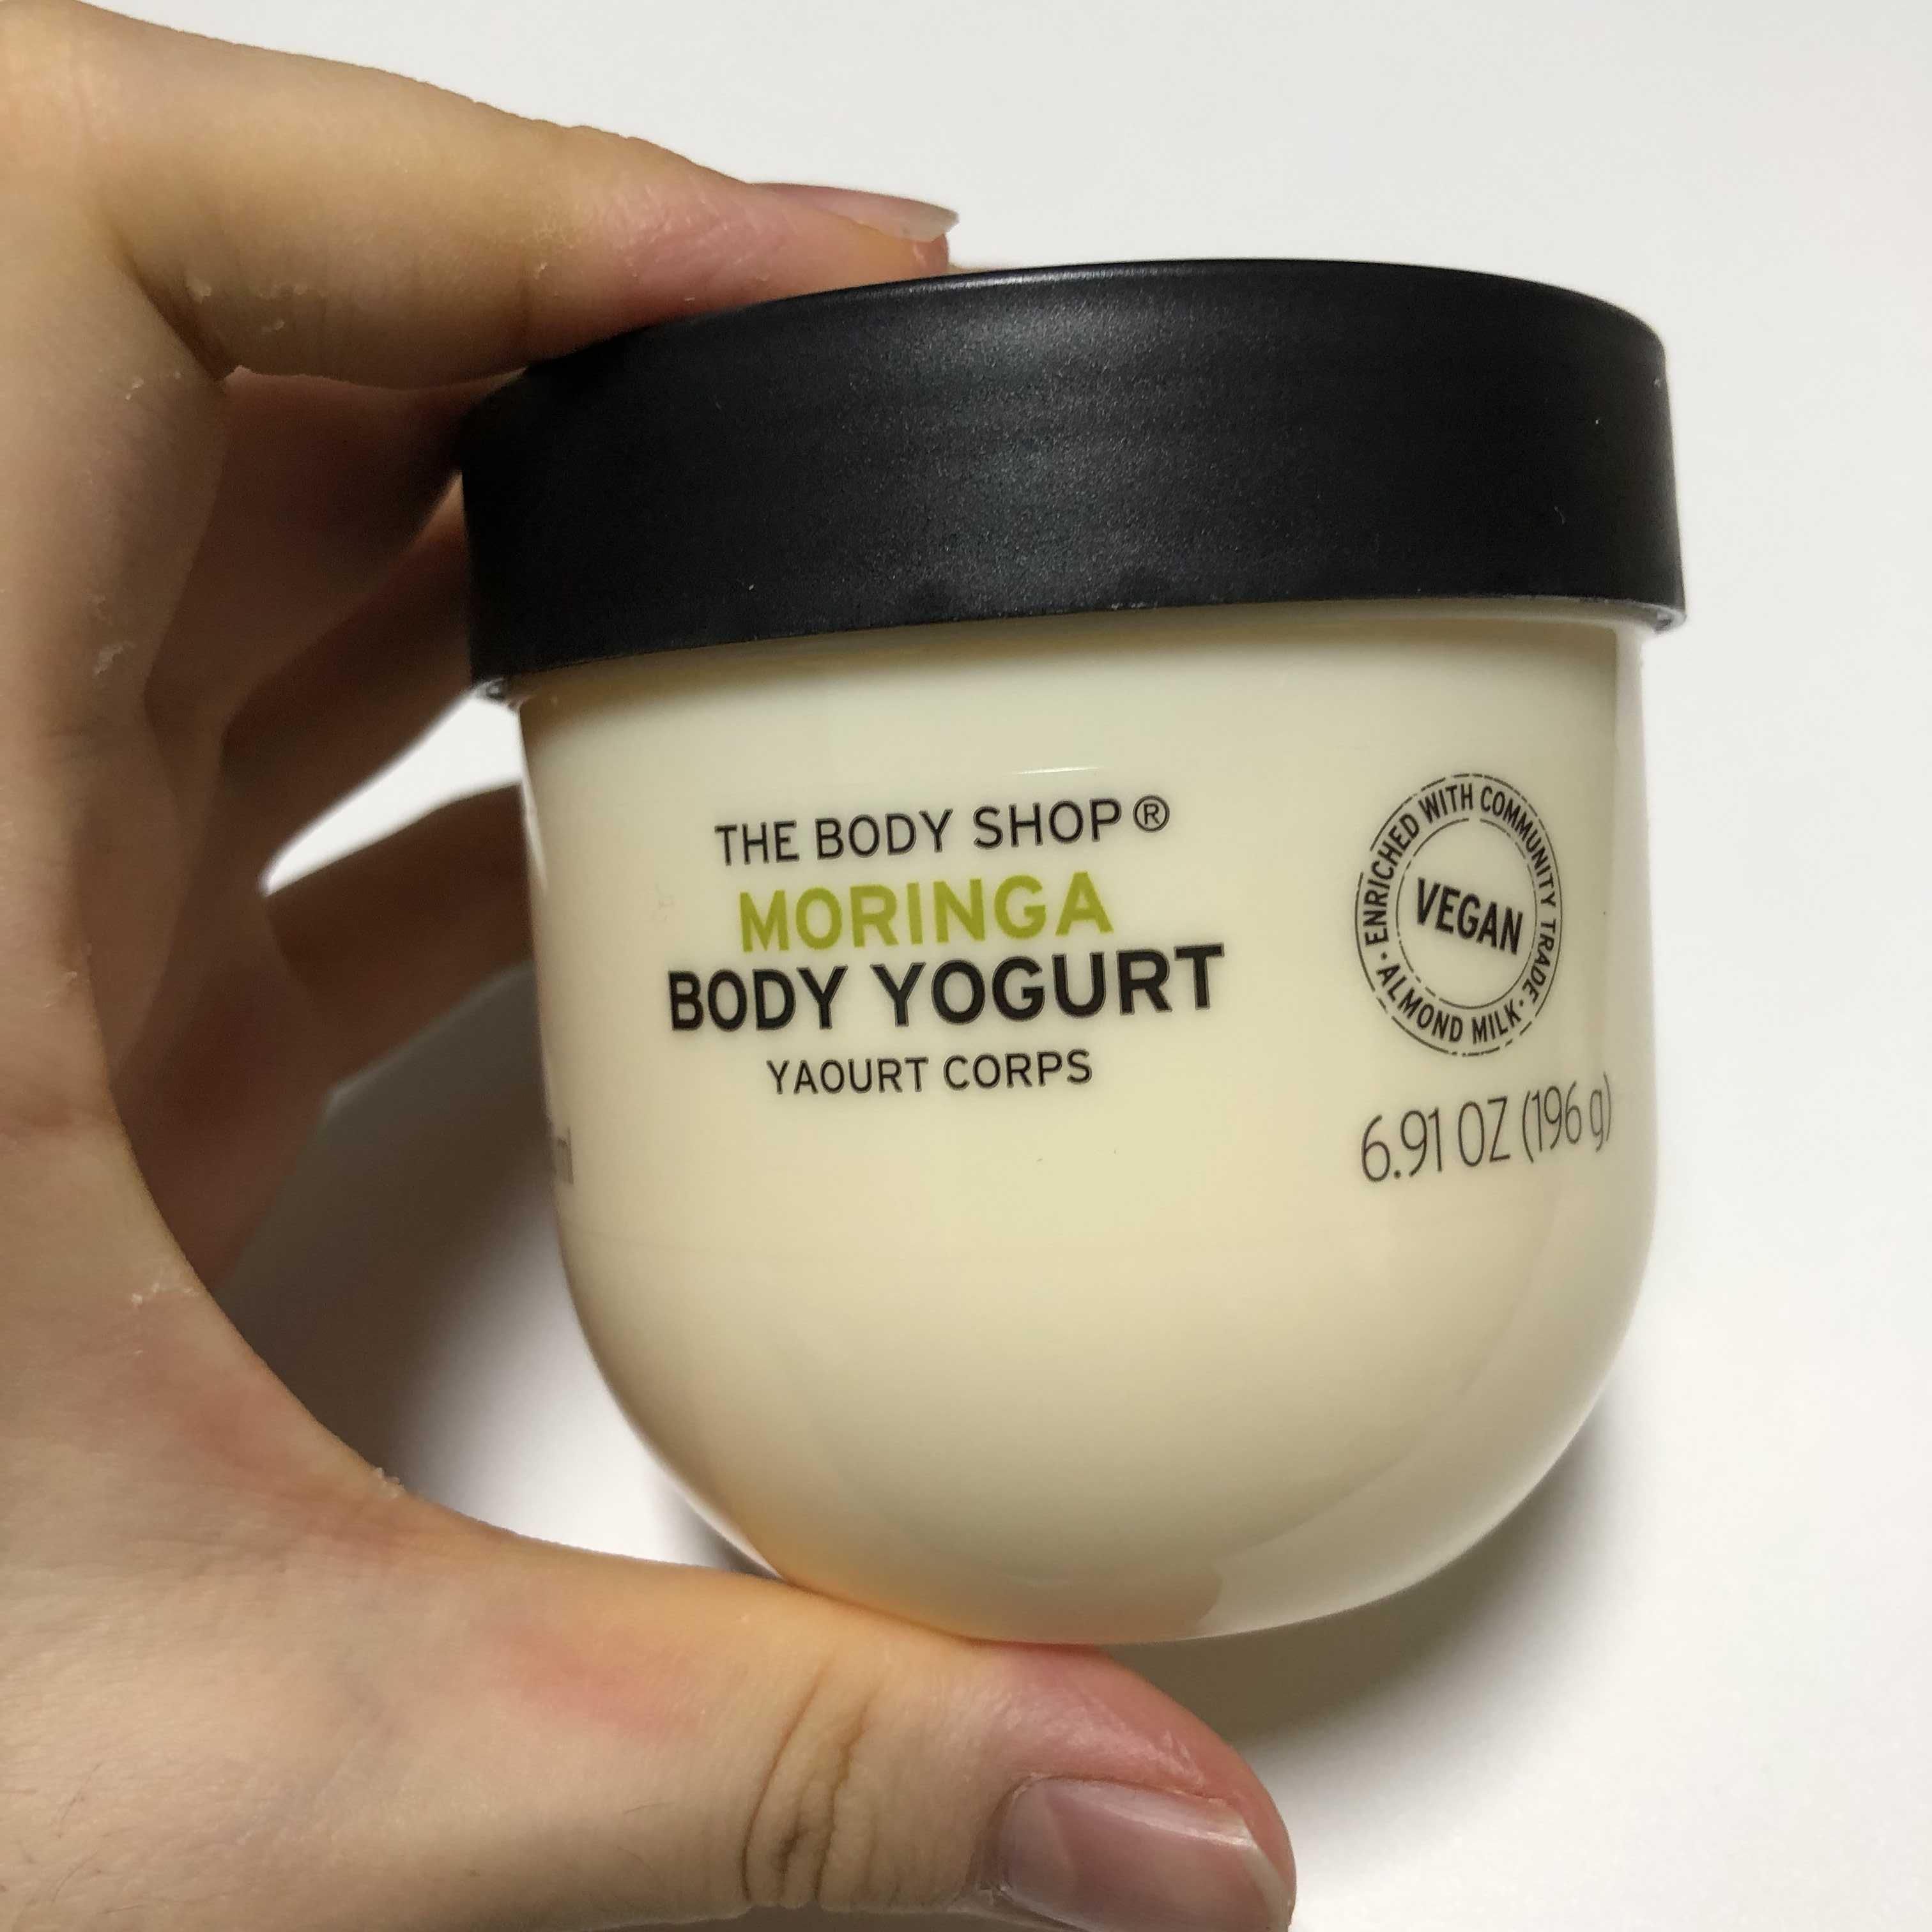 THE BODY SHOP®
MORINGA
BODY YOGURT
YAOURT CORPS
• ENRICHED WITH COMMUNITY TRADE •
ALMOND MILK
VEGAN
6.91 OZ (196 g)
ml